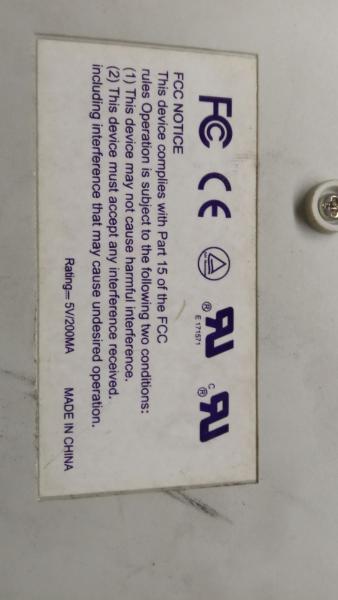 FC CE
® E 171571
c ®
FCC NOTICE
This device complies with Part 15 of the FCC
rules Operation is subject to the following two conditions:
(1) This device may not cause harmful interference.
(2) This device must accept any interference received.
including interference that may cause undesired operation.
Rating═ 5V/200MA MADE IN CHINA